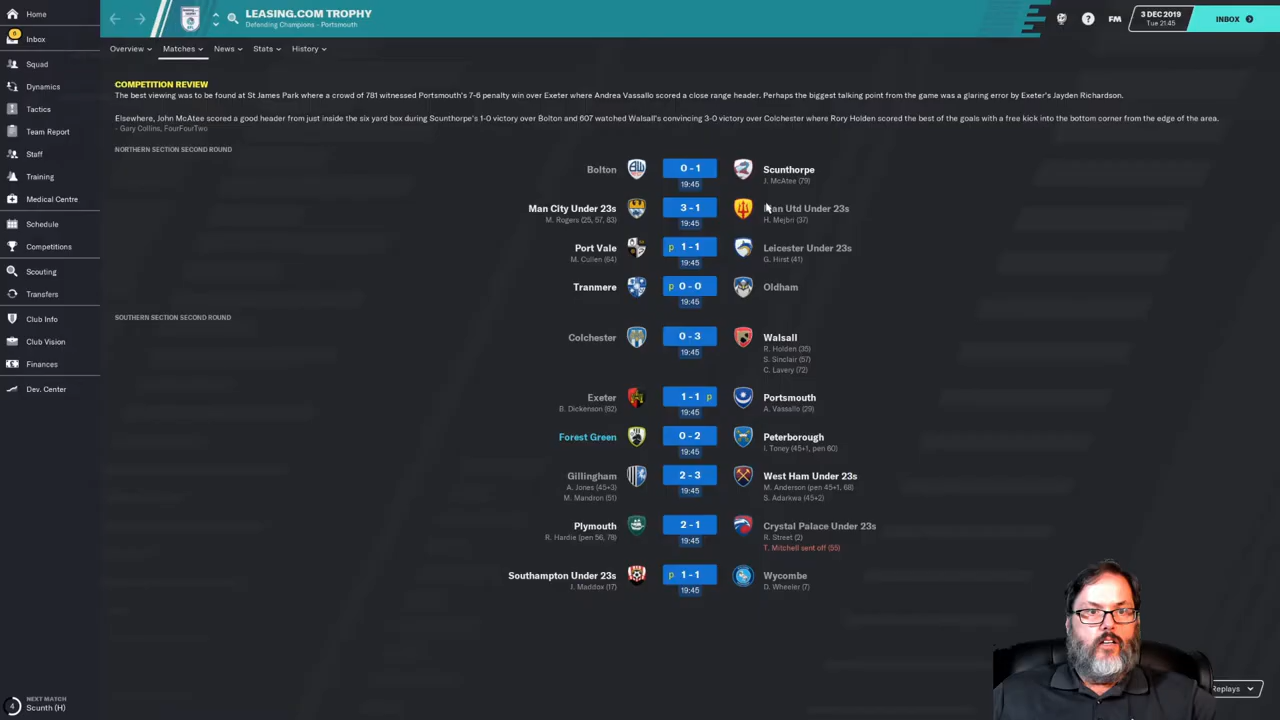 LEASING.COM TROPHY
Defending Champions - Portsmouth
FM
3 DEC 2019
Tue 21.45
INBOX
Home
6
Inbox
Squad
Dynamics
Tactics
Team Report
Staff
Training
Medical Centre
Schedule
Competitions
Scouting
Transfers
Club Info
Club Vision
Finances
Dev. Center
4
NEXT MATCH
Scunth (H)
Overview
Matches
News
Stats
History
COMPETITION REVIEW
The best viewing was to be found at St James Park where a crowd of 781 witnessed Portsmouth's 7-6 penalty win over Exeter where Andrea Vassallo scored a close range header. Perhaps the biggest talking point from the game was a glaring error by Exeter's Jayden Richardson.
Elsewhere, John McAtee scored a good header from just inside the six yard box during Scunthorpe's 1-0 victory over Bolton and 607 watched Walsall's convincing 3-0 victory over Colchester where Rory Holden scored the best of the goals with a free kick into the bottom corner from the edge of the area.
- Gary Collins, FourFourTwo
NORTHERN SECTION SECOND ROUND
Bolton 0 - 1 Scunthorpe
19:45 J. McAtee (79)
Man City Under 23s 3 - 1 Man Utd Under 23s
M. Rogers (25, 57, 83) 19:45 H. Mejbri (37)
Port Vale p 1 - 1 Leicester Under 23s
M. Cullen (64) 19:45 G. Hirst (41)
Tranmere p 0 - 0 Oldham
19:45
SOUTHERN SECTION SECOND ROUND
Colchester 0 - 3 Walsall
19:45 R. Holden (35)
S. Sinclair (57)
C. Lavery (72)
Exeter 1 - 1 p Portsmouth
B. Dickenson (62) 19:45 A. Vassallo (29)
Forest Green 0 - 2 Peterborough
19:45 I. Toney (45+1, pen 60)
Gillingham 2 - 3 West Ham Under 23s
A. Jones (45+3) 19:45 M. Anderson (pen 45+1, 68)
M. Mandron (51) S. Adarkwa (45+2)
Plymouth 2 - 1 Crystal Palace Under 23s
R. Hardie (pen 56, 78) 19:45 R. Street (2)
T. Mitchell sent off (55)
Southampton Under 23s p 1 - 1 Wycombe
J. Maddox (17) 19:45 D. Wheeler (7)
Replays